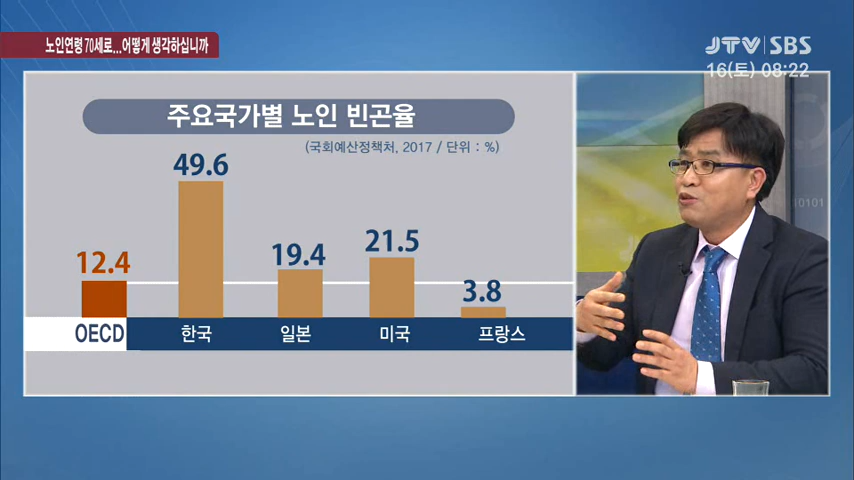 노인연령 70세로...어떻게 생각하십니까
JTV SBS
16(토) 08:22
주요국가별 노인 빈곤율
(국회예산정책처, 2017 / 단위 : %)
49.6
12.4
19.4
21.5
3.8
OECD 한국 일본 미국 프랑스
10101